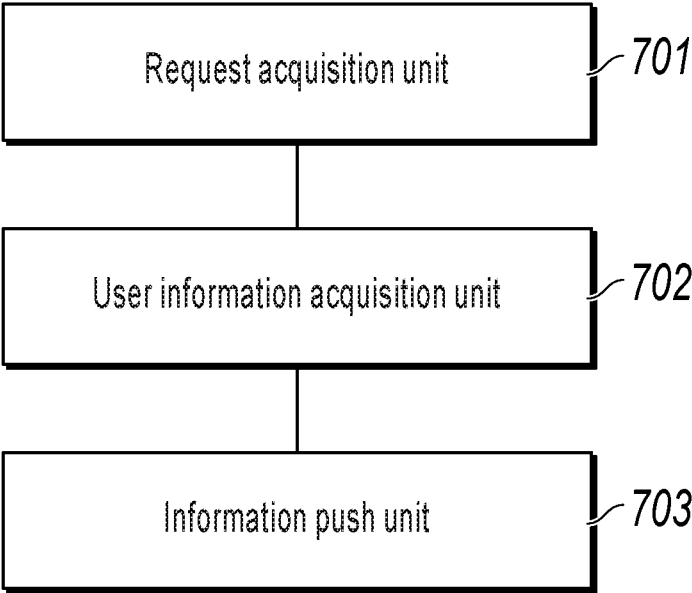 Request acquisition unit
701
User information acquisition unit
702
Information push unit
703